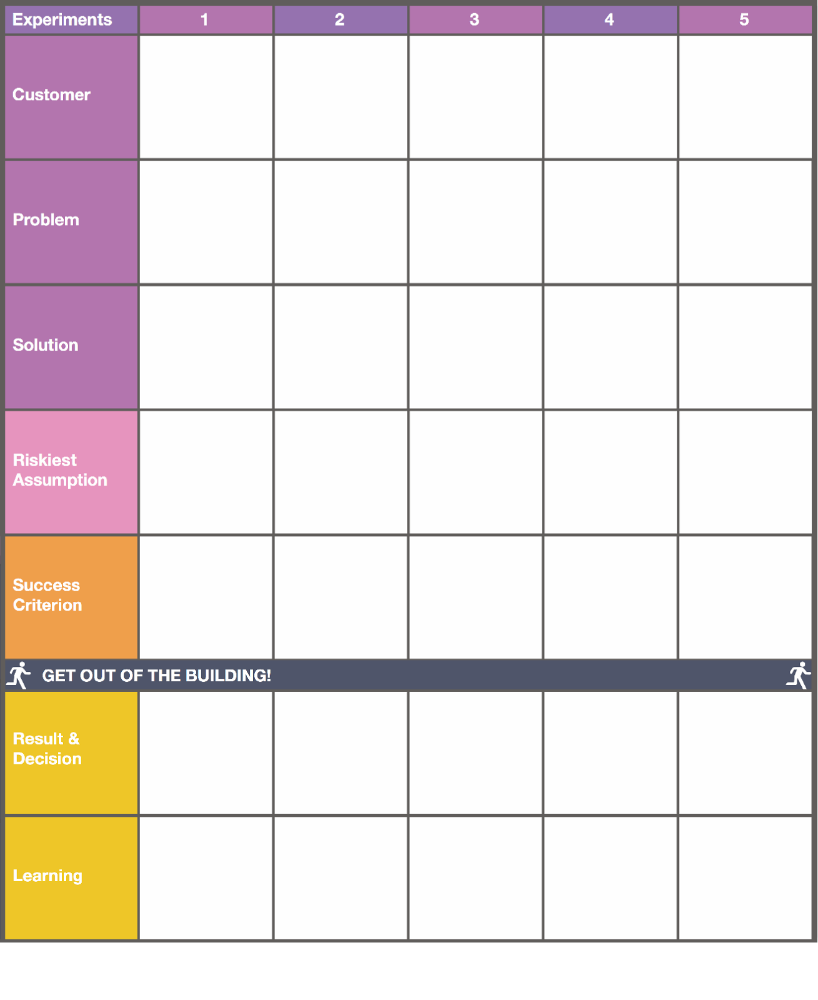 Experiments 1 2 3 4 5
Customer
Problem
Solution
Riskiest
Assumption
Success
Criterion
GET OUT OF THE BUILDING!
Result &
Decision
Learning